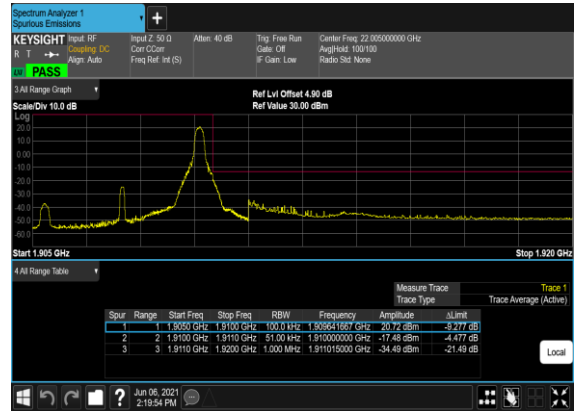 Spectrum Analyzer 1
Spurious Emissions
+
KEYSIGHT Input: RF Input Z: 50 Ω Atten: 40 dB Trig: Free Run Center Freq: 22.005000000 GHz
R T Coupling: DC Corr CCorr Gate: Off Avg|Hold: 100/100
Align: Auto Freq Ref: Int (S) IF Gain: Low Radio Std: None
PASS
3 All Range Graph
Ref Lvl Offset 4.90 dB
Scale/Div 10.0 dB Ref Value 30.00 dBm
Log
20.0
10.0
0.00
-10.0
-20.0
-30.0
-40.0
-50.0
-60.0
Start 1.905 GHz Stop 1.920 GHz
4 All Range Table
Measure Trace Trace 1
Trace Type Trace Average (Active)
Spur Range Start Freq Stop Freq RBW Frequency Amplitude ΔLimit
1 1 1.9050 GHz 1.9100 GHz 100.0 kHz 1.909641667 GHz 20.72 dBm -9.277 dB
2 2 1.9100 GHz 1.9110 GHz 51.00 kHz 1.910000000 GHz -17.48 dBm -4.477 dB
3 3 1.9110 GHz 1.9200 GHz 1.000 MHz 1.911015000 GHz -34.49 dBm -21.49 dB
Local
?
Jun 06, 2021
2:19:54 PM